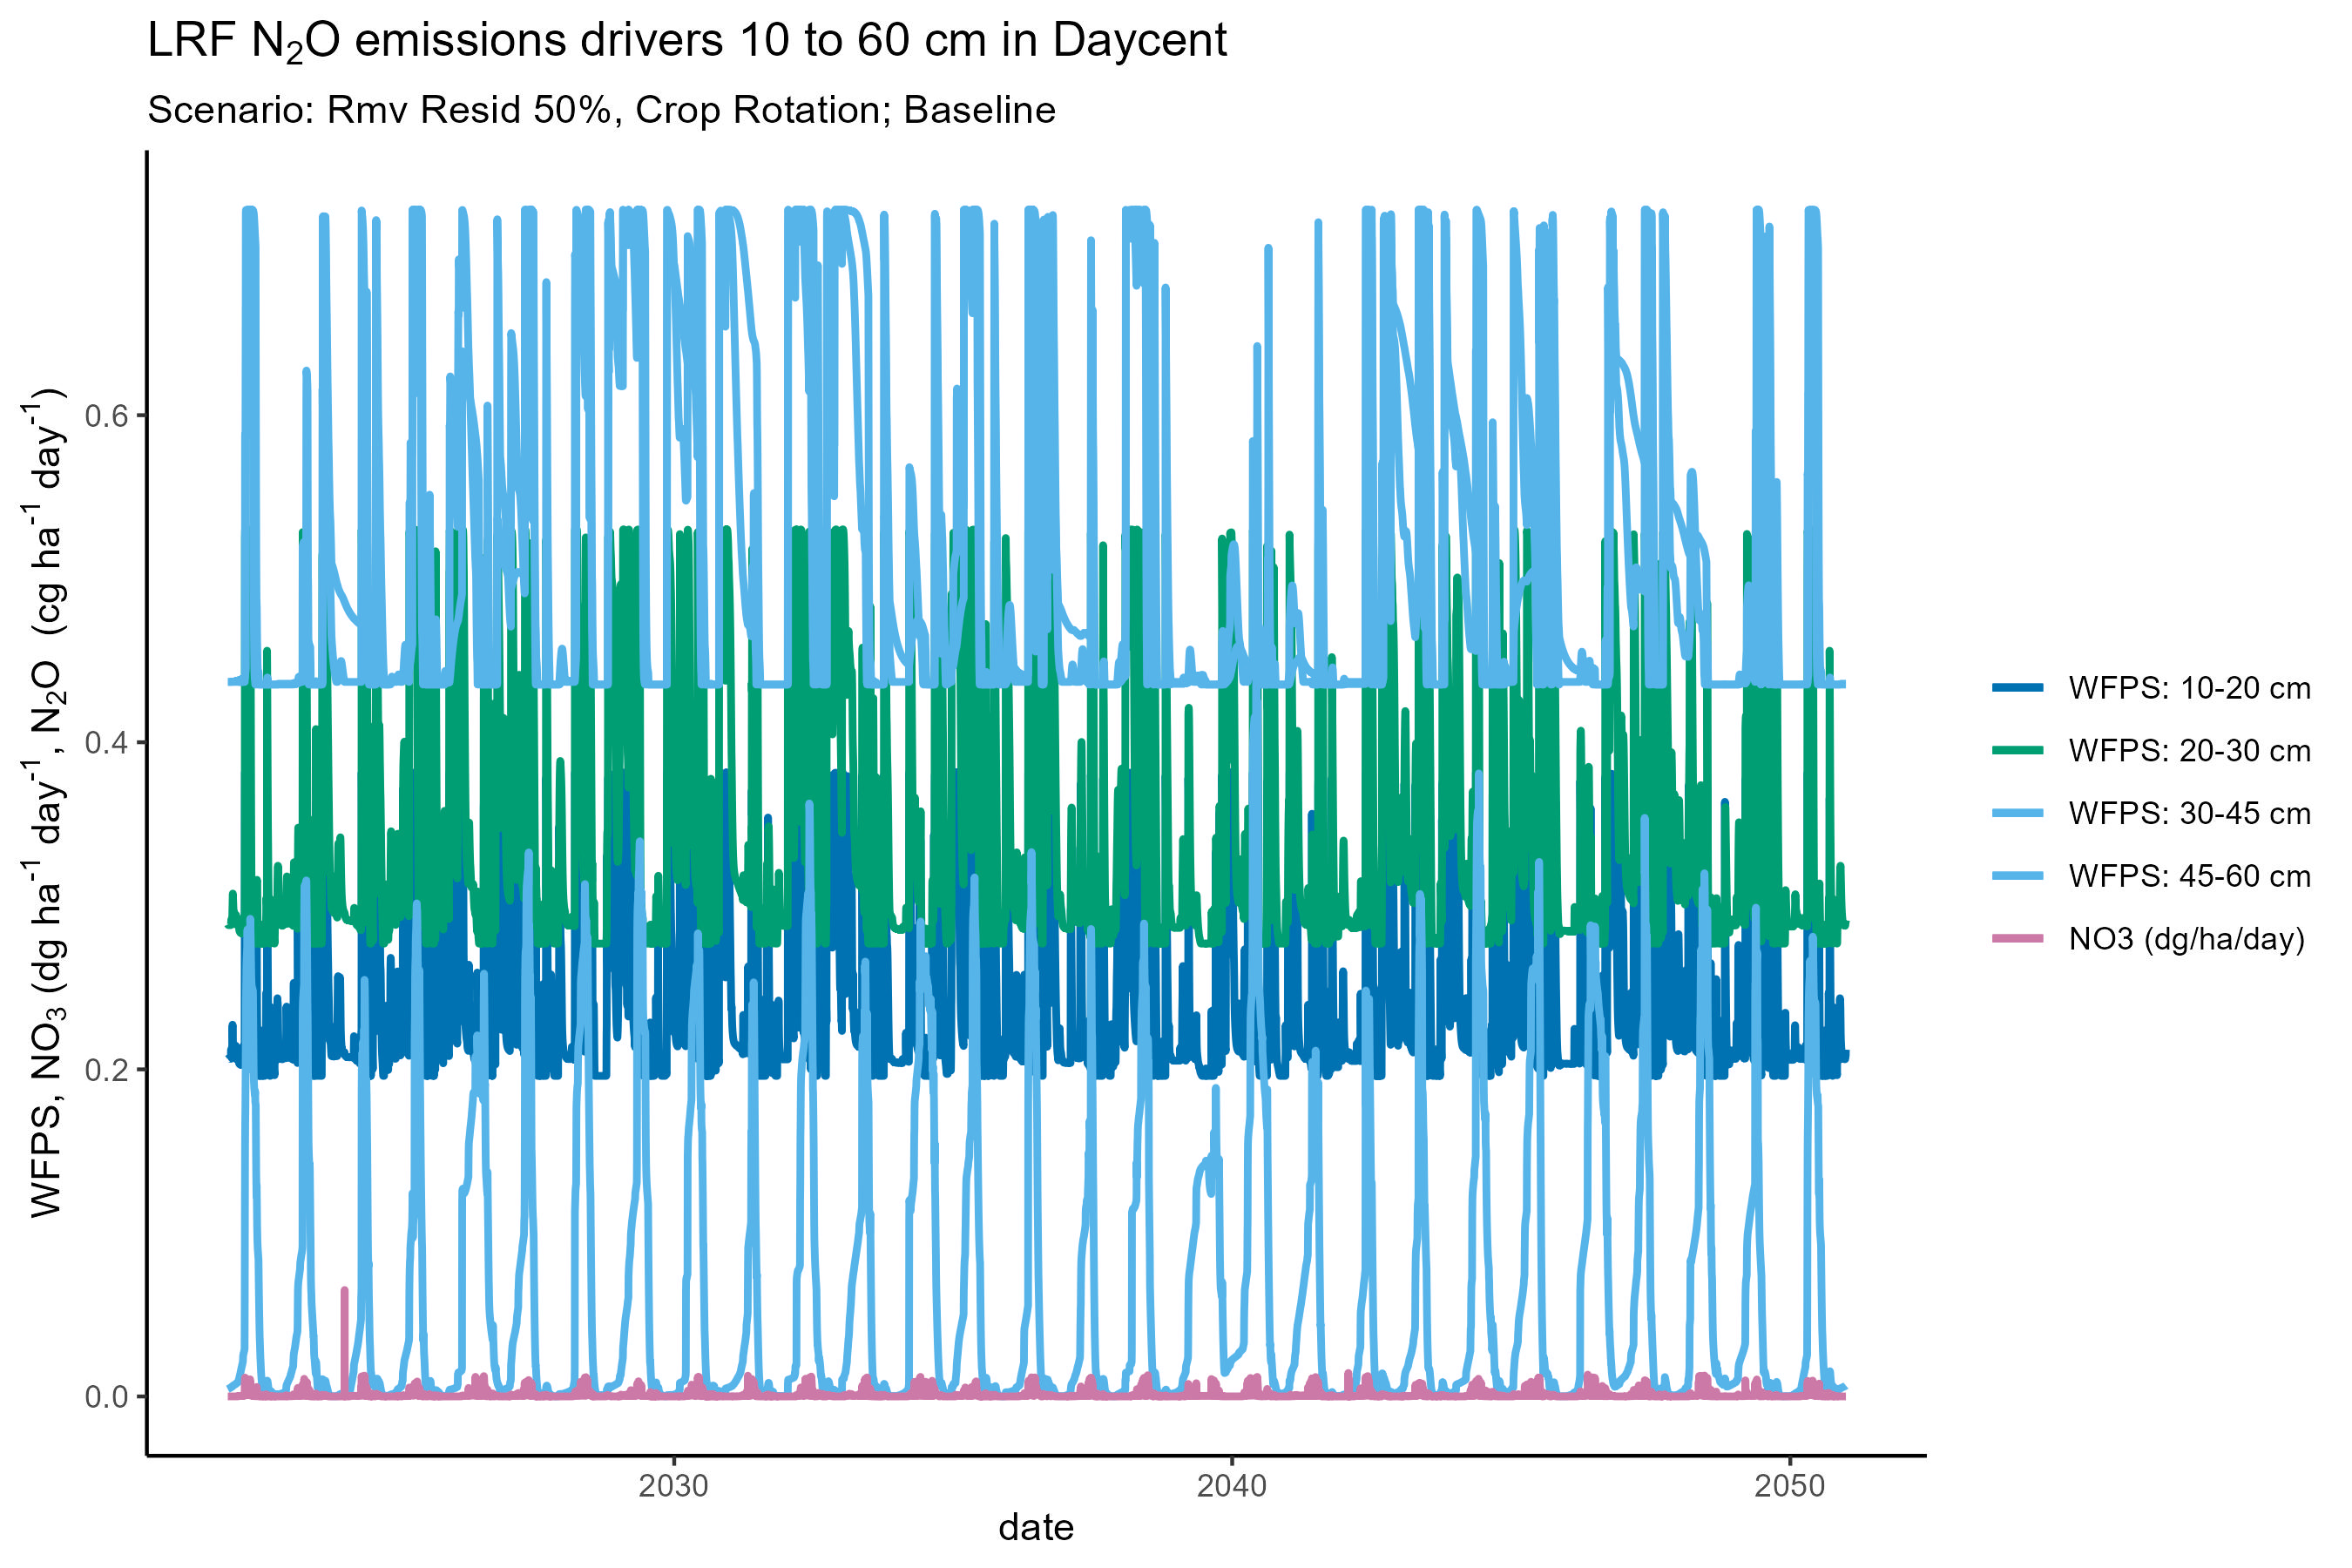 LRF N₂O emissions drivers 10 to 60 cm in Daycent
Scenario: Rmv Resid 50%, Crop Rotation; Baseline
WFPS, NO₃ (dg ha⁻¹ day⁻¹, N₂O (cg ha⁻¹ day⁻¹)
0.6
0.4
0.2
0.0
2030
2040
2050
date
WFPS: 10-20 cm
WFPS: 20-30 cm
WFPS: 30-45 cm
WFPS: 45-60 cm
NO3 (dg/ha/day)